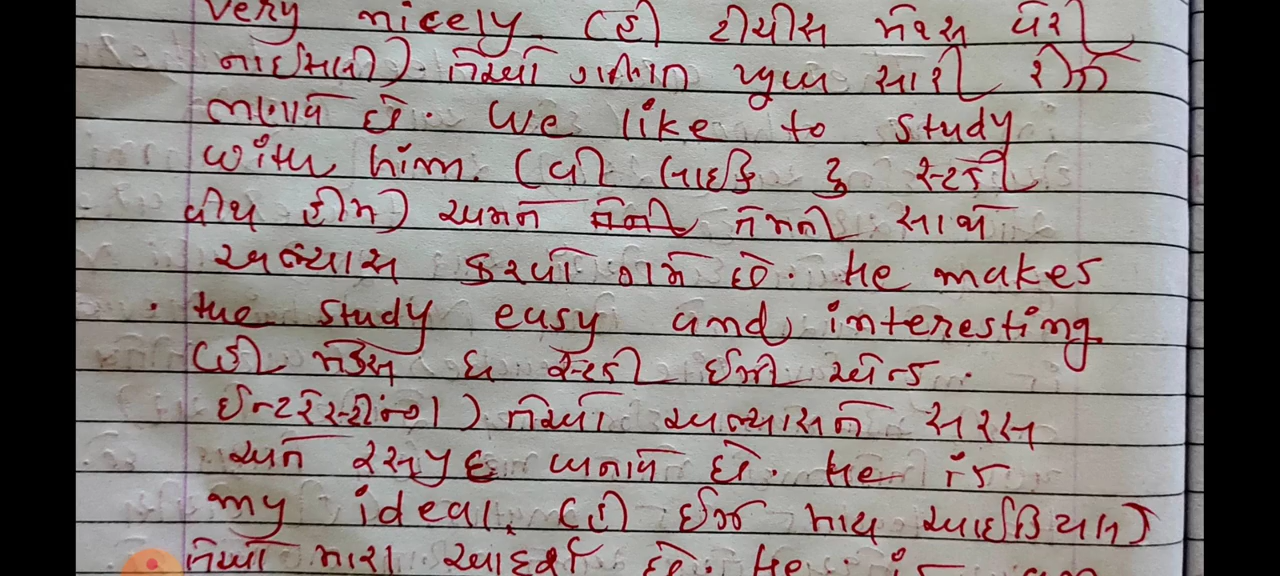 very nicely. (હી ટીચીસ મેથ્સ વેરી
નાઈસલી). તેઓ ગણિત ખુબ સારી રીતે
ભણાવે છે. We like to study
with him. (વી લાઈક ટુ સ્ટડી
વીથ હીમ) અમને તેમની સાથે
અભ્યાસ કરવો ગમે છે. He makes
the study easy and interesting
(હી મેક્સ ધ સ્ટડી ઈઝી એન્ડ
ઈન્ટરેસ્ટીંન્ગ) તેઓ અભ્યાસને સરસ
અને રસપ્રદ બનાવે છે. He is
my ideal. (હી ઈઝ માય આઈડિયલ)
તેઓ મારા આદર્શ છે. He is